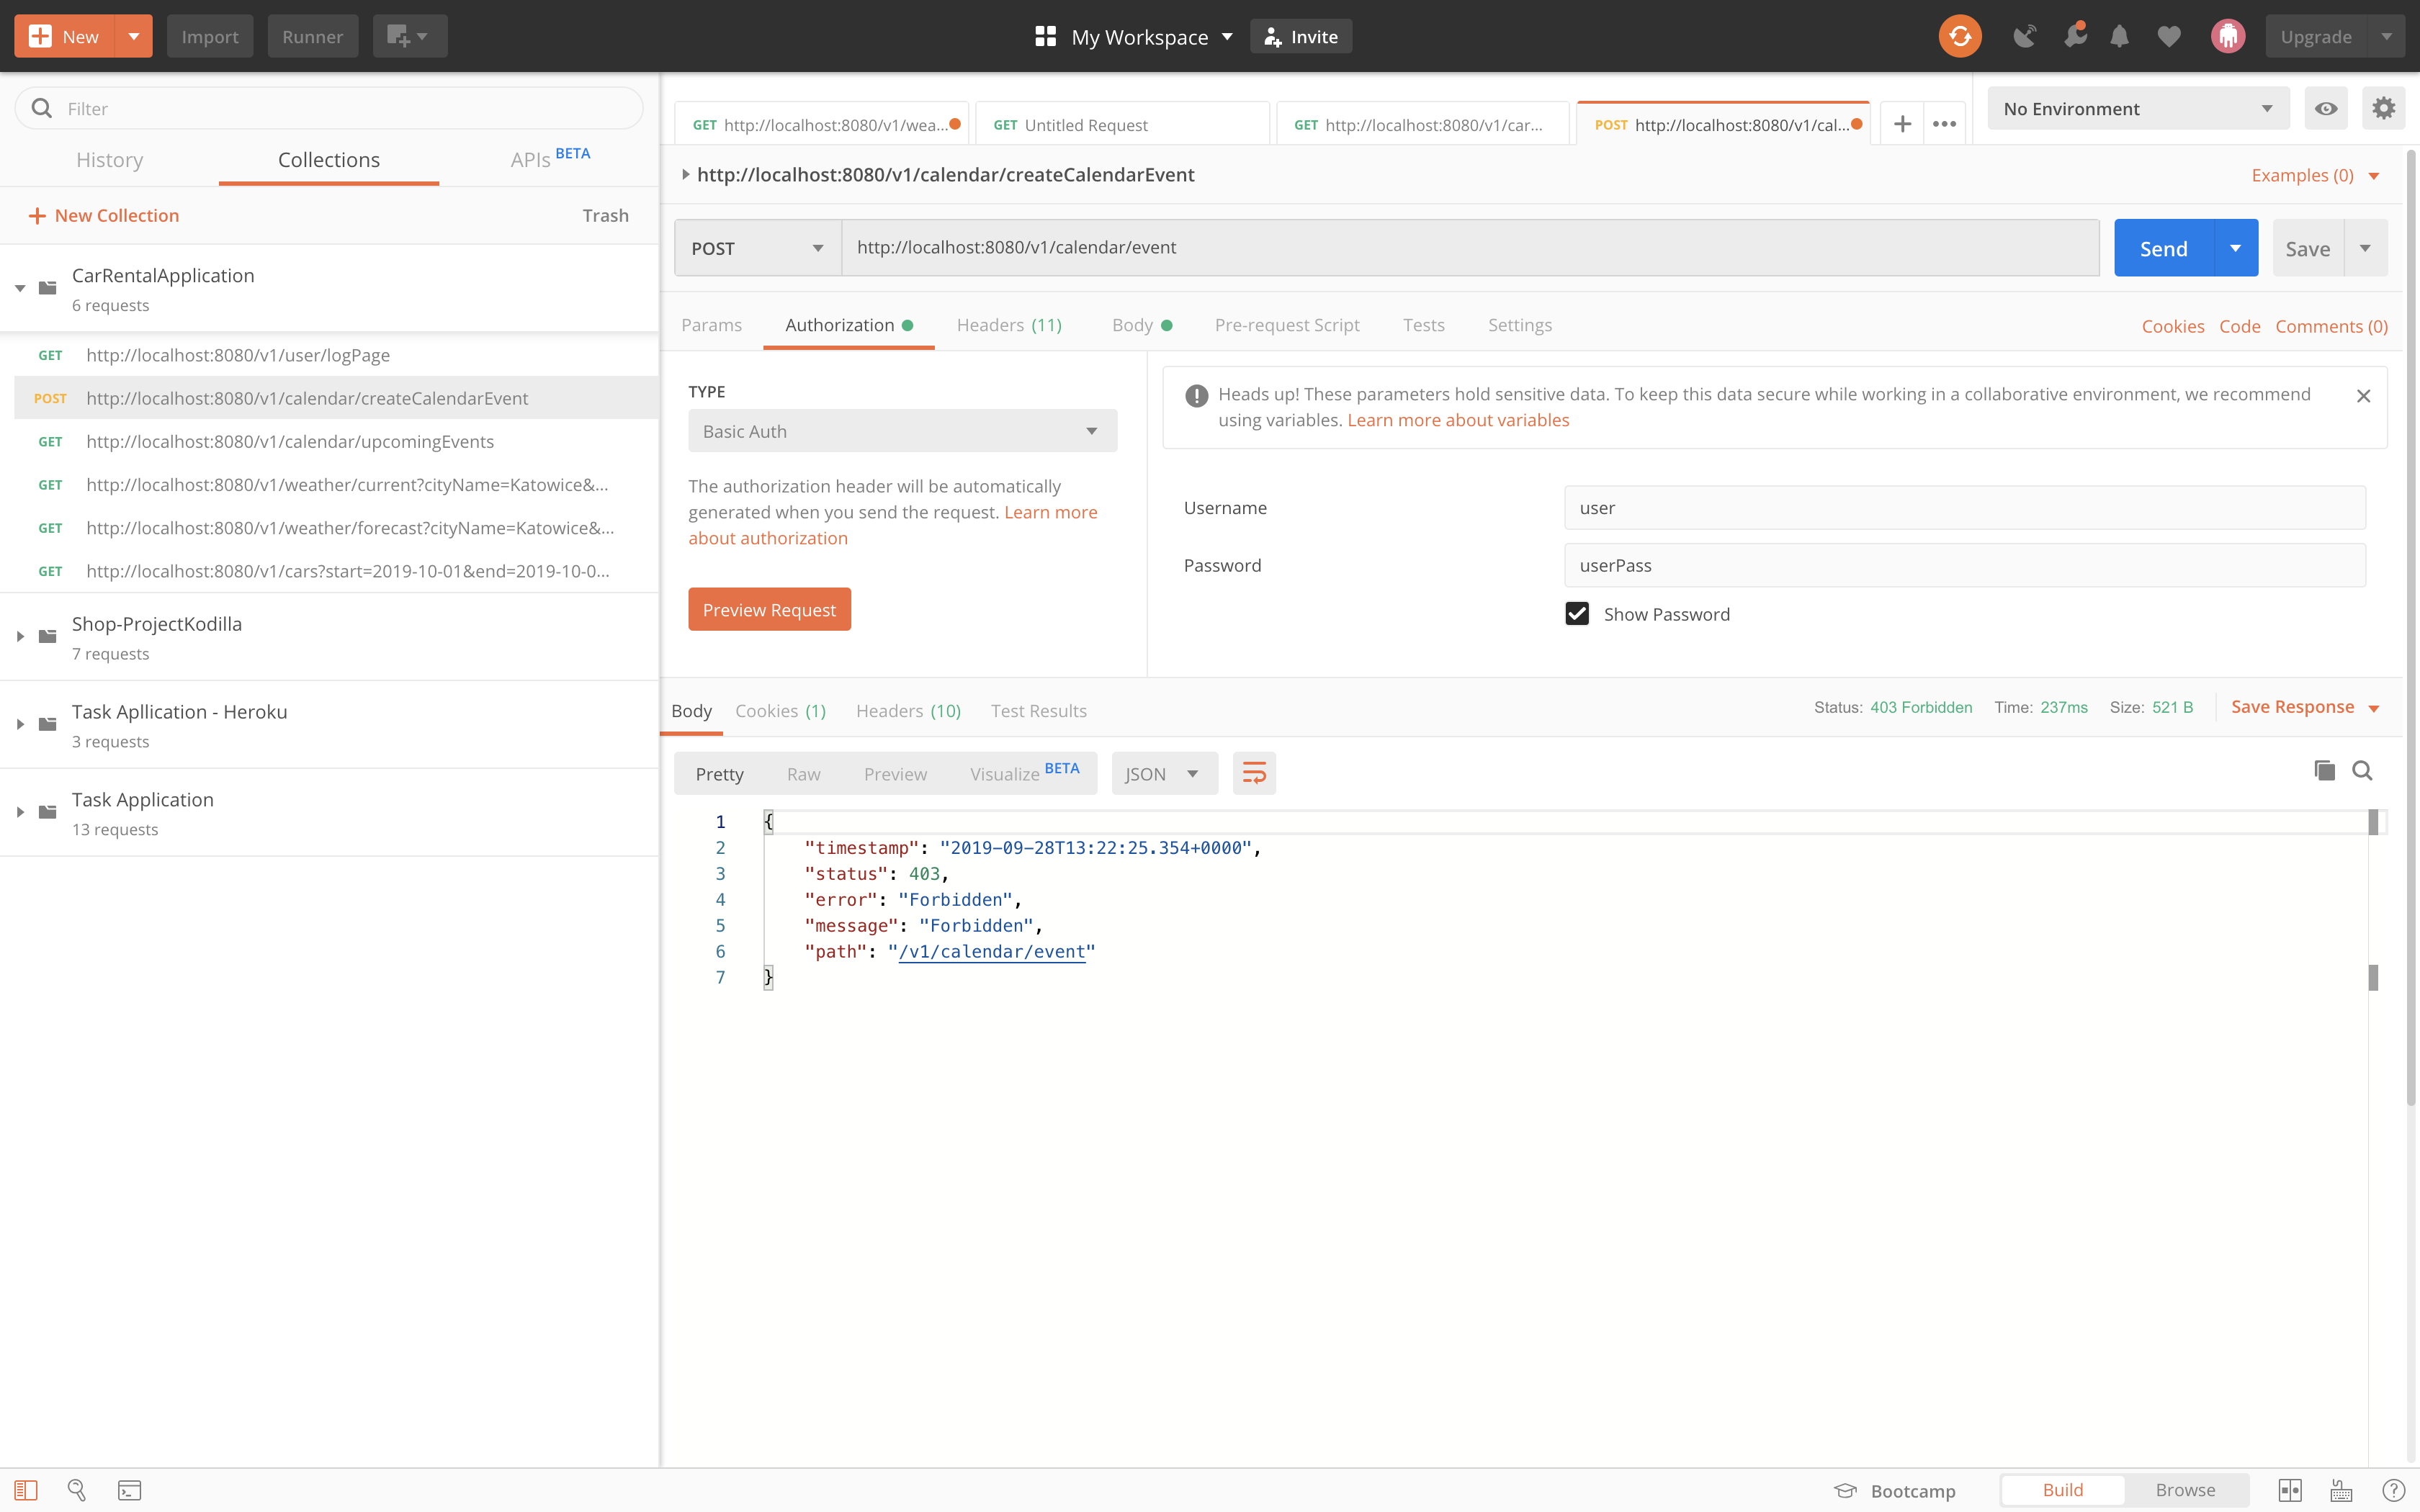 New
Import
Runner
My Workspace
Invite
Upgrade
Filter
History
Collections
APIs BETA
New Collection
Trash
CarRentalApplication
6 requests
GET http://localhost:8080/v1/user/logPage
POST http://localhost:8080/v1/calendar/createCalendarEvent
GET http://localhost:8080/v1/calendar/upcomingEvents
GET http://localhost:8080/v1/weather/current?cityName=Katowice&...
GET http://localhost:8080/v1/weather/forecast?cityName=Katowice&...
GET http://localhost:8080/v1/cars?start=2019-10-01&end=2019-10-0...
Shop-ProjectKodilla
7 requests
Task Apllication - Heroku
3 requests
Task Application
13 requests
GET http://localhost:8080/v1/wea...
GET Untitled Request
GET http://localhost:8080/v1/car...
POST http://localhost:8080/v1/cal...
No Environment
http://localhost:8080/v1/calendar/createCalendarEvent
Examples (0)
POST
http://localhost:8080/v1/calendar/event
Send
Save
Params
Authorization
Headers (11)
Body
Pre-request Script
Tests
Settings
Cookies
Code
Comments (0)
TYPE
Basic Auth
The authorization header will be automatically
generated when you send the request. Learn more
about authorization
Preview Request
Heads up! These parameters hold sensitive data. To keep this data secure while working in a collaborative environment, we recommend
using variables. Learn more about variables
Username
user
Password
userPass
Show Password
Body
Cookies (1)
Headers (10)
Test Results
Status: 403 Forbidden
Time: 237ms
Size: 521 B
Save Response
Pretty
Raw
Preview
Visualize BETA
JSON
1 {
2 "timestamp": "2019-09-28T13:22:25.354+0000",
3 "status": 403,
4 "error": "Forbidden",
5 "message": "Forbidden",
6 "path": "/v1/calendar/event"
7 }
Bootcamp
Build
Browse